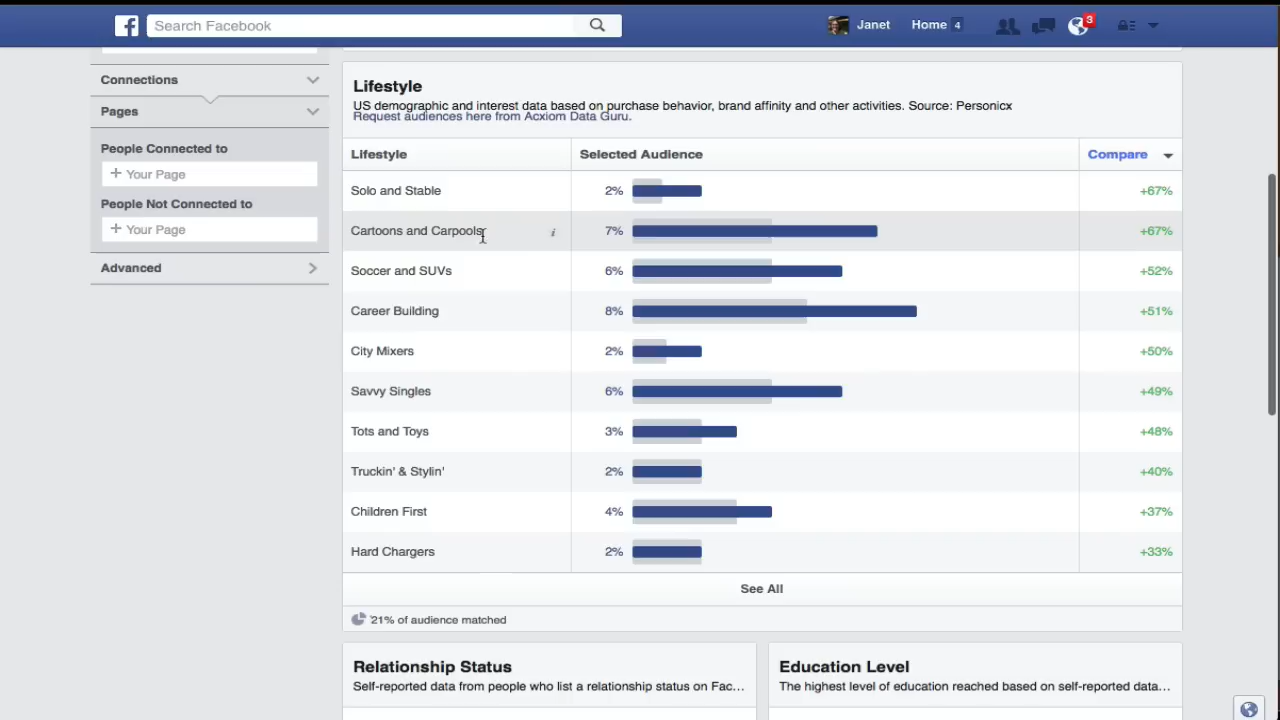 Search Facebook
Janet
Home 4
3
Connections
Pages
People Connected to
+ Your Page
People Not Connected to
+ Your Page
Advanced
Lifestyle
US demographic and interest data based on purchase behavior, brand affinity and other activities. Source: Personicx
Request audiences here from Acxiom Data Guru.
Lifestyle Selected Audience Compare
Solo and Stable 2% +67%
Cartoons and Carpools i 7% +67%
Soccer and SUVs 6% +52%
Career Building 8% +51%
City Mixers 2% +50%
Savvy Singles 6% +49%
Tots and Toys 3% +48%
Truckin' & Stylin' 2% +40%
Children First 4% +37%
Hard Chargers 2% +33%
See All
21% of audience matched
Relationship Status
Self-reported data from people who list a relationship status on Fac...
Education Level
The highest level of education reached based on self-reported data...